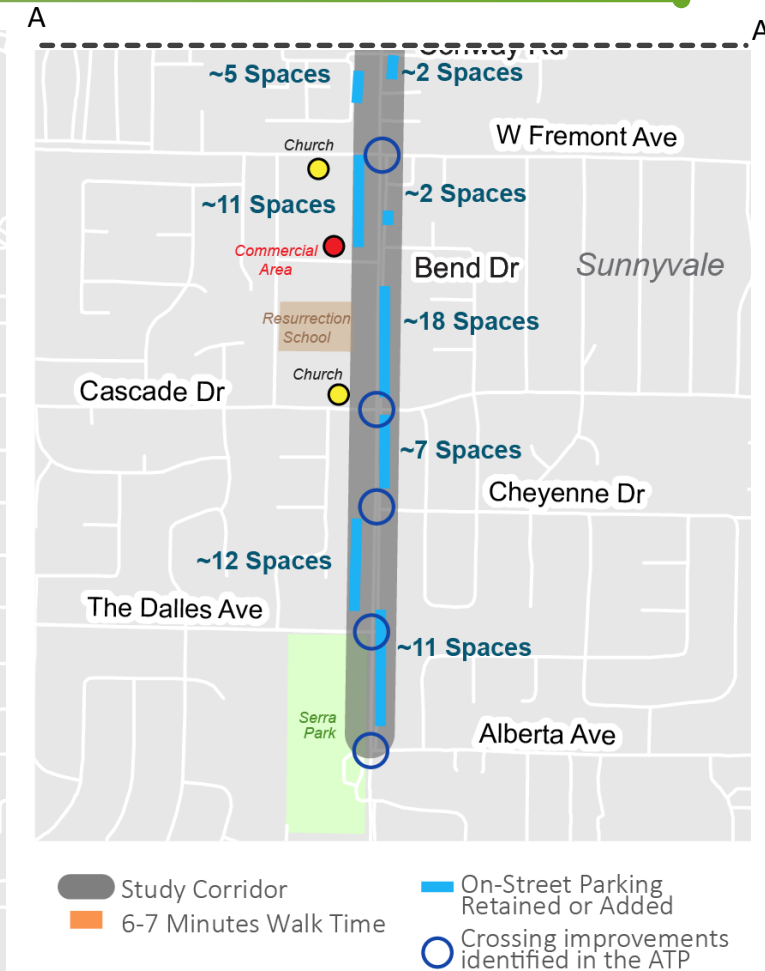 A
A
Conway Rd
~5 Spaces
~2 Spaces
W Fremont Ave
Church
~11 Spaces
~2 Spaces
Commercial
Area
Bend Dr
Sunnyvale
Resurrection
School
~18 Spaces
Church
Cascade Dr
~7 Spaces
Cheyenne Dr
~12 Spaces
The Dalles Ave
~11 Spaces
Serra
Park
Alberta Ave
Study Corridor
6-7 Minutes Walk Time
On-Street Parking
Retained or Added
Crossing improvements
identified in the ATP